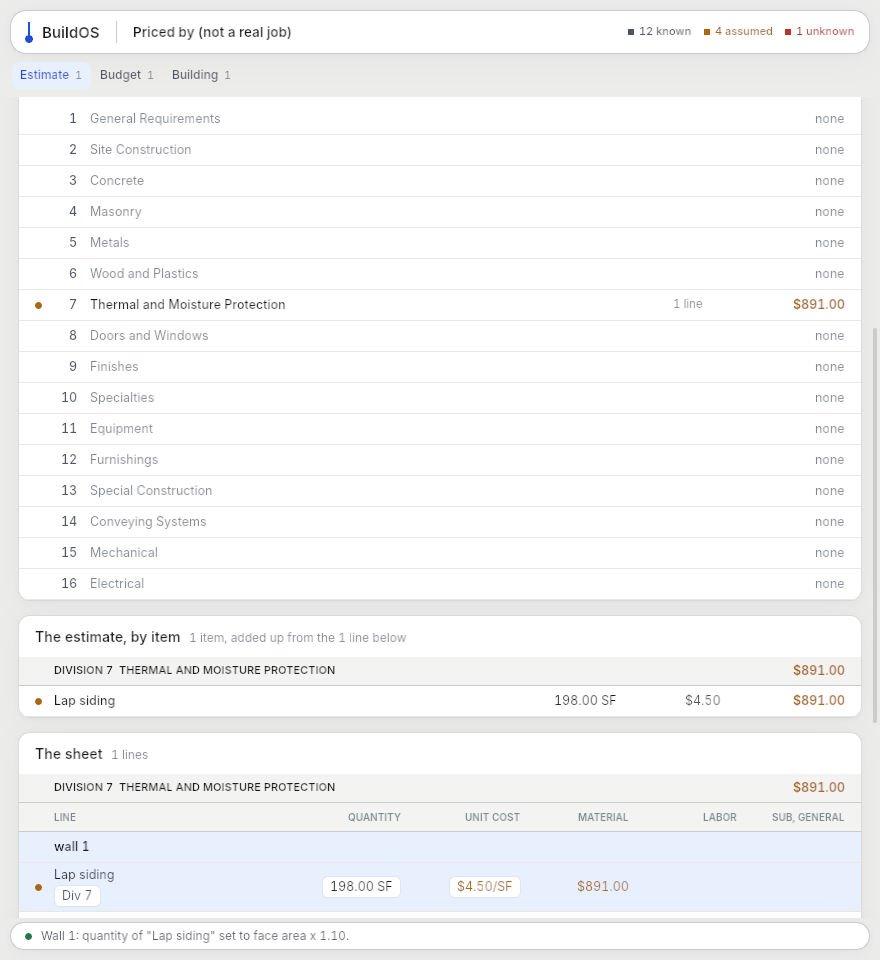 BuildOS Priced by (not a real job) 12 known 4 assumed 1 unknown
Estimate 1 Budget 1 Building 1
1 General Requirements none
2 Site Construction none
3 Concrete none
4 Masonry none
5 Metals none
6 Wood and Plastics none
7 Thermal and Moisture Protection 1 line $891.00
8 Doors and Windows none
9 Finishes none
10 Specialties none
11 Equipment none
12 Furnishings none
13 Special Construction none
14 Conveying Systems none
15 Mechanical none
16 Electrical none
The estimate, by item 1 item, added up from the 1 line below
DIVISION 7 THERMAL AND MOISTURE PROTECTION $891.00
Lap siding 198.00 SF $4.50 $891.00
The sheet 1 lines
DIVISION 7 THERMAL AND MOISTURE PROTECTION $891.00
LINE QUANTITY UNIT COST MATERIAL LABOR SUB, GENERAL
wall 1
Lap siding 198.00 SF $4.50/SF $891.00
Div 7
Wall 1: quantity of "Lap siding" set to face area x 1.10.